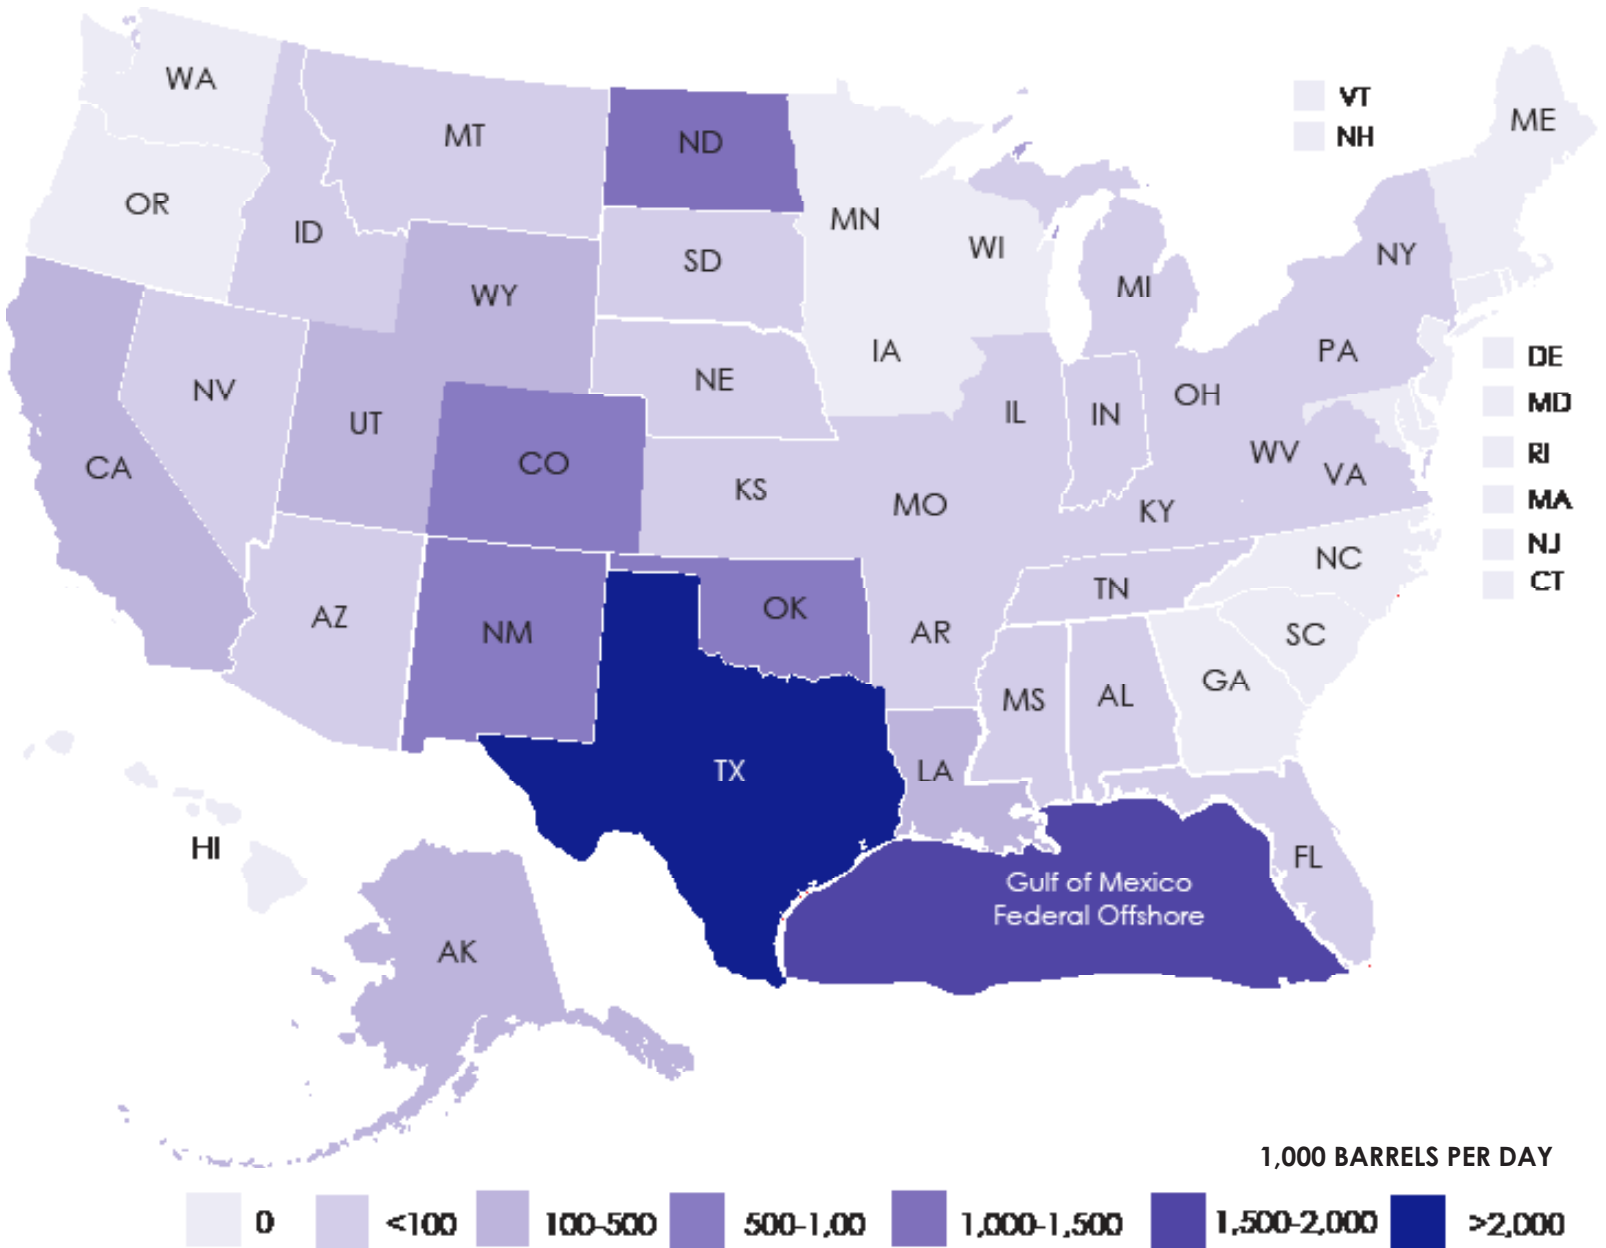 WA
MT
ND
VT
NH
ME
OR
ID
MN
WI
NY
SD
MI
WY
IA
PA
DE
NV
NE
OH
MD
UT
IL
IN
CO
WV
RI
CA
KS
VA
MO
KY
MA
NJ
NC
CT
TN
AZ
OK
NM
AR
SC
GA
MS
AL
TX
LA
HI
FL
Gulf of Mexico
Federal Offshore
AK
1,000 BARRELS PER DAY
0 <100 100-500 500-1,00 1,000-1,500 1,500-2,000 >2,000